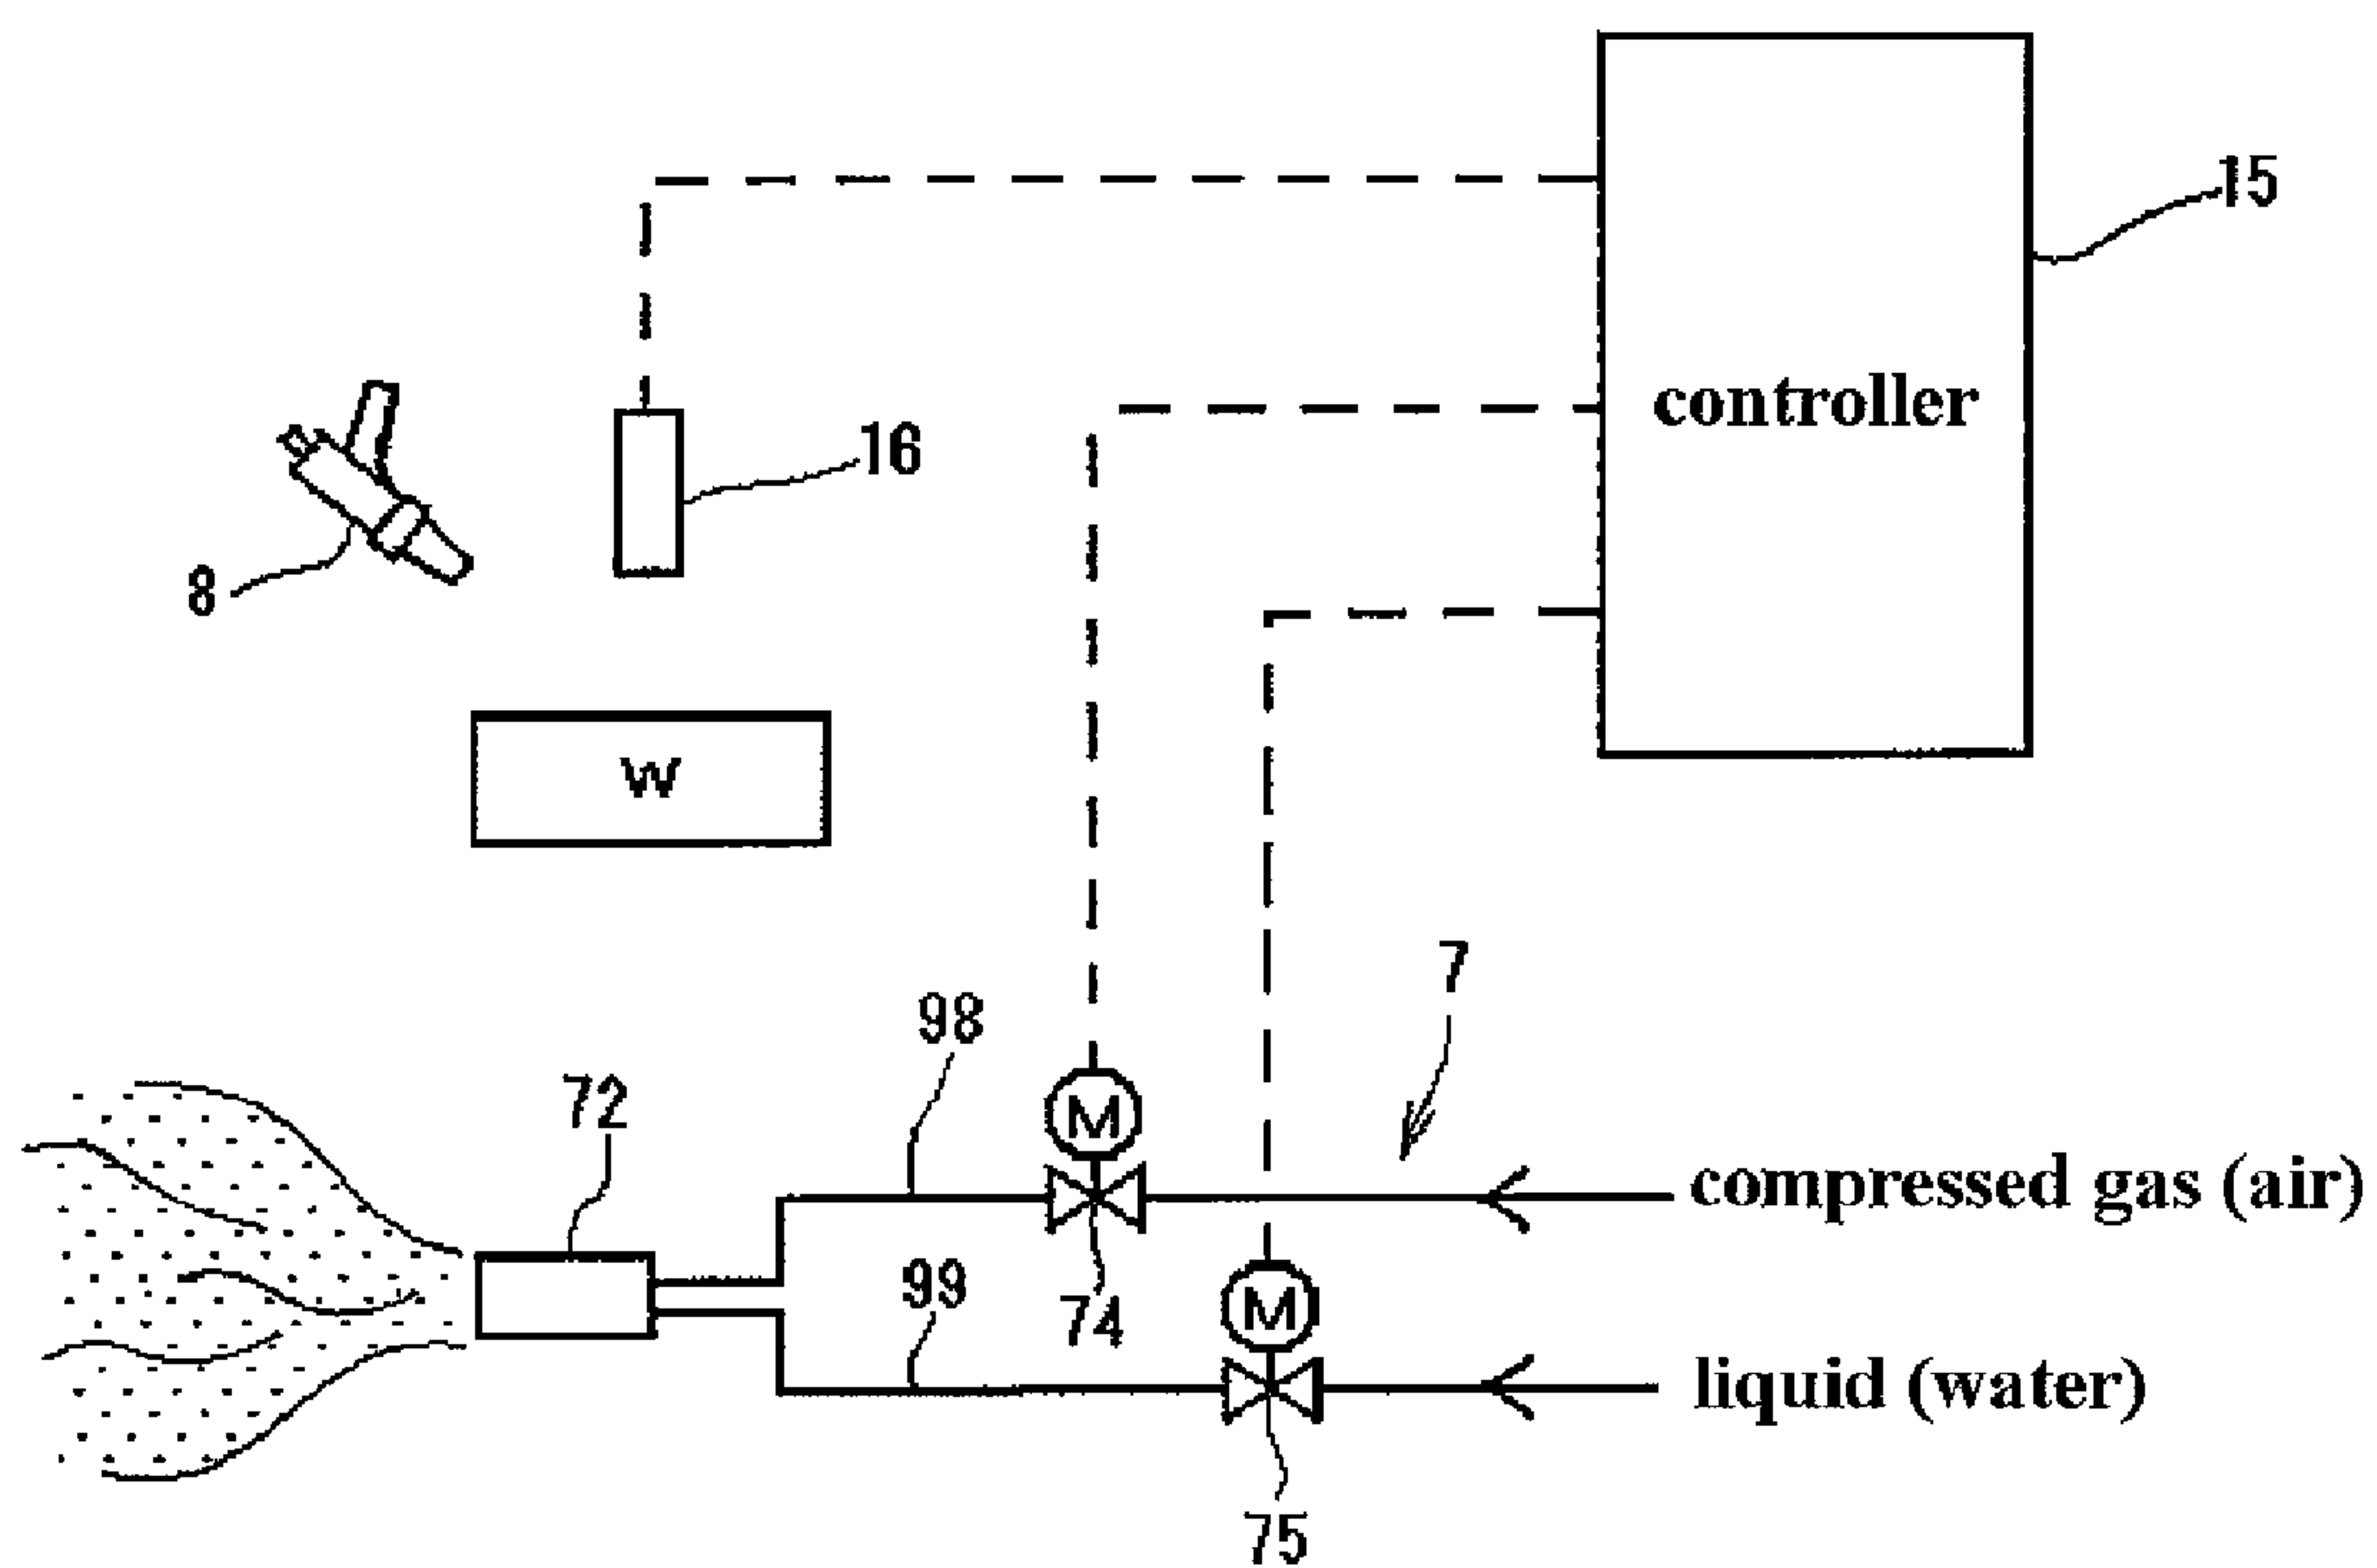 15
controller
16
8
W
7
98
72
M
compressed gas (air)
99
74
M
liquid (water)
75